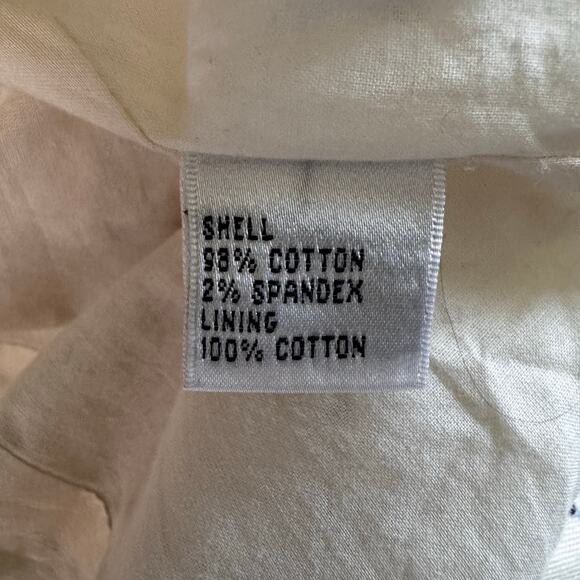 SHELL
98% COTTON
2% SPANDEX
LINING
100% COTTON